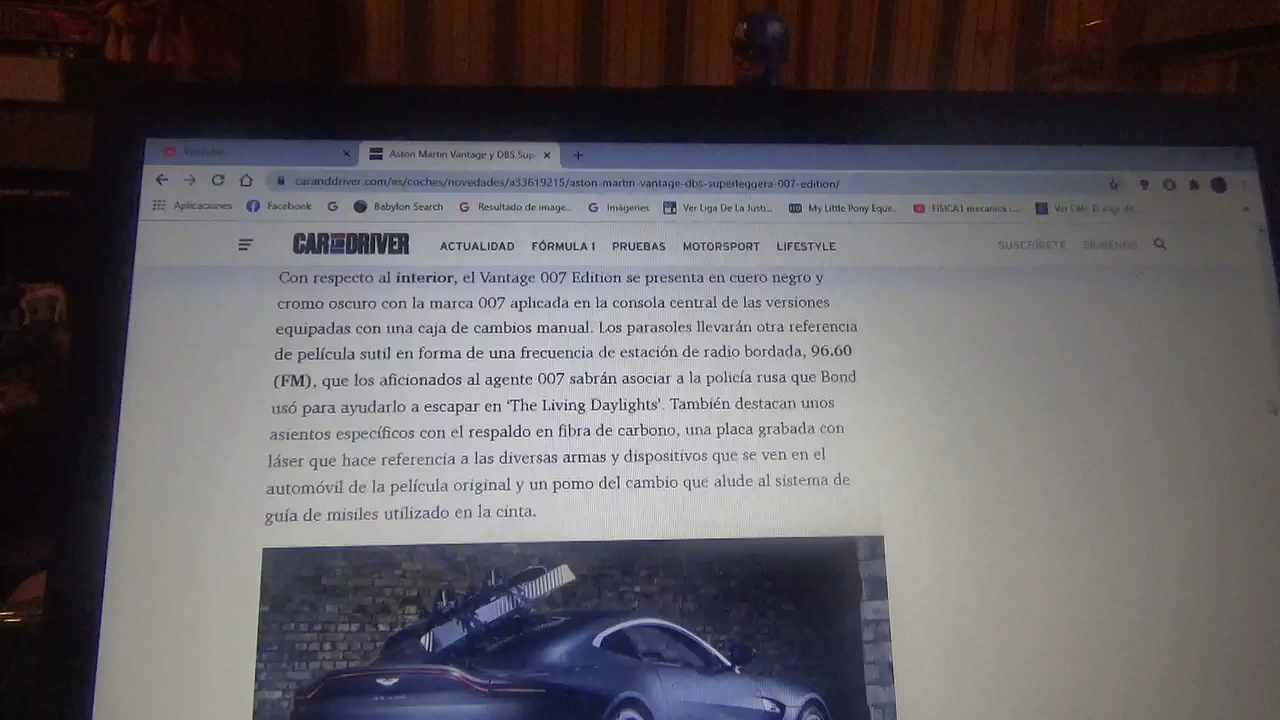 YouTube
Aston Martin Vantage y DBS Sup
caranddriver.com/es/coches/novedades/a33619215/aston-martin-vantage-dbs-superleggera-007-edition/
Aplicaciones Facebook Babylon Search Resultado de image... Imágenes Ver Liga De La Justi... My Little Pony Eque... FISICA I mecanica c...
CAR AND DRIVER ACTUALIDAD FÓRMULA 1 PRUEBAS MOTORSPORT LIFESTYLE SUSCRÍBETE SÍGUENOS
Con respecto al interior, el Vantage 007 Edition se presenta en cuero negro y
cromo oscuro con la marca 007 aplicada en la consola central de las versiones
equipadas con una caja de cambios manual. Los parasoles llevarán otra referencia
de película sutil en forma de una frecuencia de estación de radio bordada, 96.60
(FM), que los aficionados al agente 007 sabrán asociar a la policía rusa que Bond
usó para ayudarlo a escapar en ‘The Living Daylights’. También destacan unos
asientos específicos con el respaldo en fibra de carbono, una placa grabada con
láser que hace referencia a las diversas armas y dispositivos que se ven en el
automóvil de la película original y un pomo del cambio que alude al sistema de
guía de misiles utilizado en la cinta.